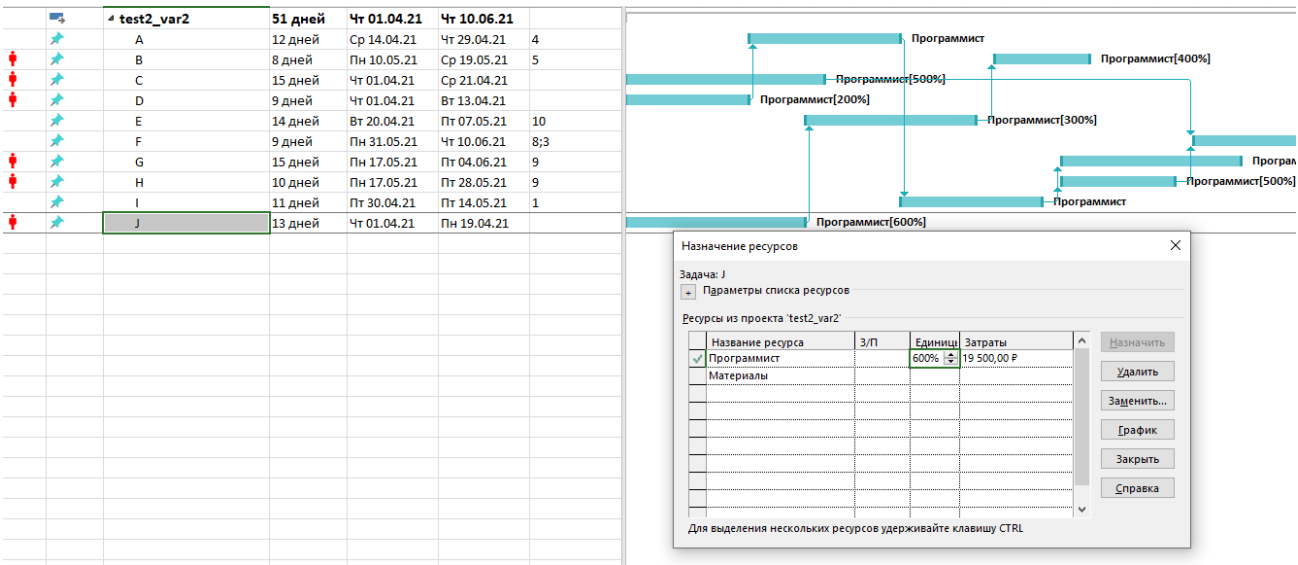 test2_var2 51 дней Чт 01.04.21 Чт 10.06.21
A 12 дней Ср 14.04.21 Чт 29.04.21 4 Программист
B 8 дней Пн 10.05.21 Ср 19.05.21 5 Программист[400%]
C 15 дней Чт 01.04.21 Ср 21.04.21 Программист[500%]
D 9 дней Чт 01.04.21 Вт 13.04.21 Программист[200%]
E 14 дней Вт 20.04.21 Пт 07.05.21 10 Программист[300%]
F 9 дней Пн 31.05.21 Чт 10.06.21 8;3
G 15 дней Пн 17.05.21 Пт 04.06.21 9 Програм
H 10 дней Пн 17.05.21 Пт 28.05.21 9 Программист[500%]
I 11 дней Пт 30.04.21 Пт 14.05.21 1 Программист
J 13 дней Чт 01.04.21 Пн 19.04.21 Программист[600%]
Назначение ресурсов
Задача: J
+ Параметры списка ресурсов
Ресурсы из проекта 'test2_var2'
Название ресурса З/П Единицы Затраты Назначить
Программист 600% 19 500,00 ₽
Материалы Удалить
Заменить...
График
Закрыть
Справка
Для выделения нескольких ресурсов удерживайте клавишу CTRL